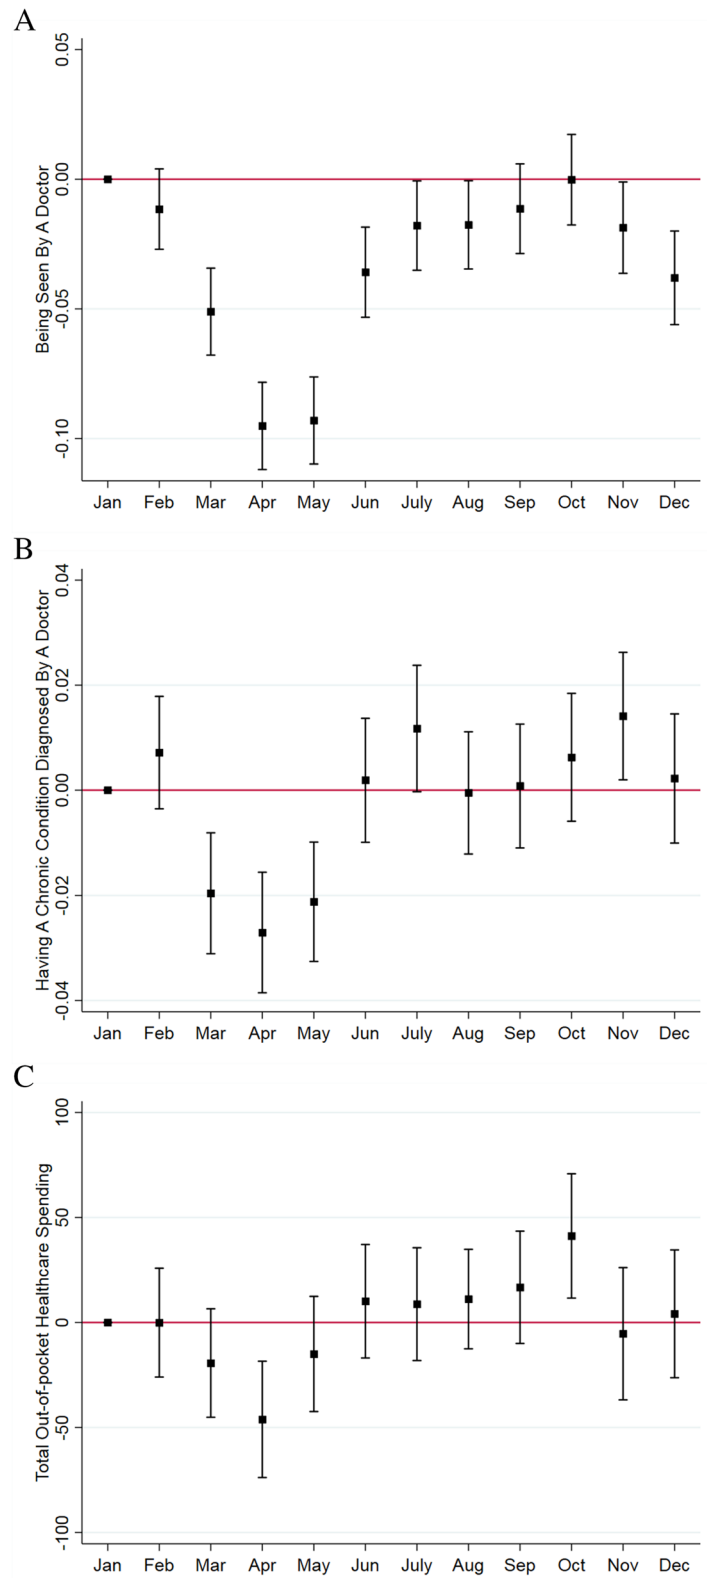 A
Being Seen By A Doctor
0.05
0.00
-0.05
-0.10
Jan Feb Mar Apr May Jun July Aug Sep Oct Nov Dec
B
Having A Chronic Condition Diagnosed By A Doctor
0.04
0.02
0.00
-0.02
-0.04
Jan Feb Mar Apr May Jun July Aug Sep Oct Nov Dec
C
Total Out-of-pocket Healthcare Spending
100
50
0
-50
-100
Jan Feb Mar Apr May Jun July Aug Sep Oct Nov Dec